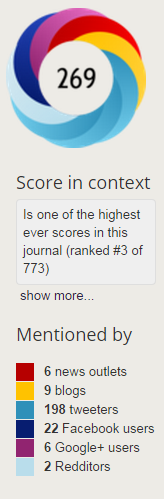 269
Score in context
Is one of the highest
ever scores in this
journal (ranked #3 of
773)
show more...
Mentioned by
6 news outlets
9 blogs
198 tweeters
22 Facebook users
6 Google+ users
2 Redditors